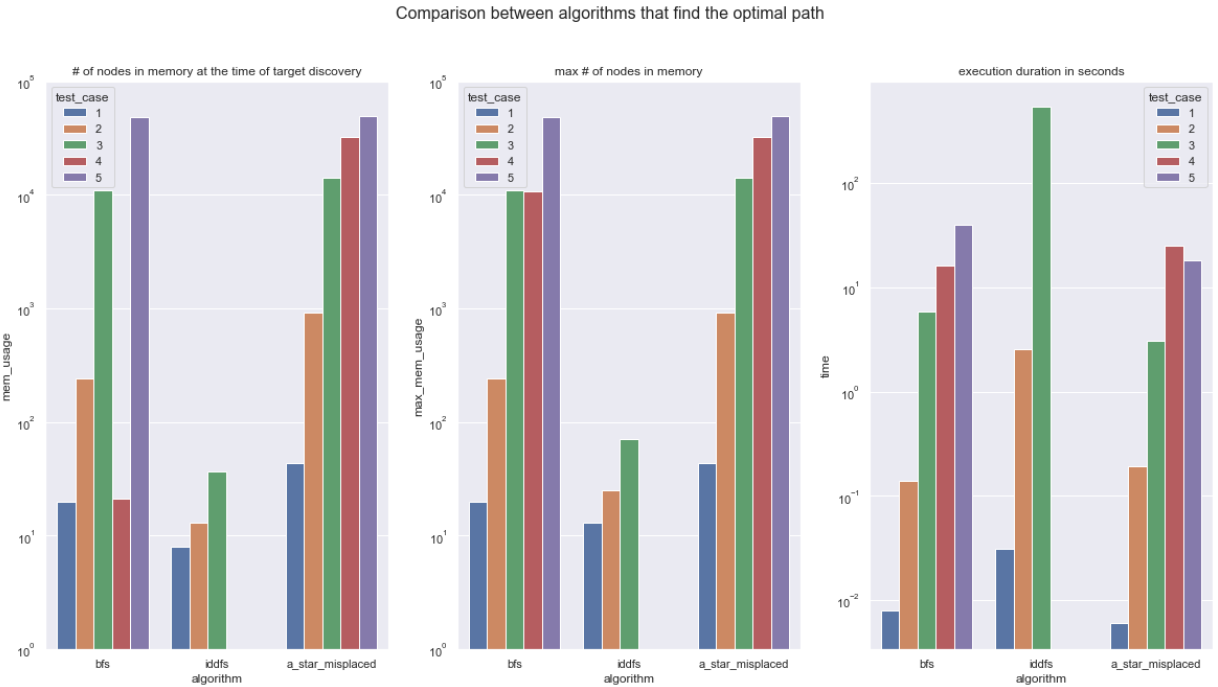 Comparison between algorithms that find the optimal path
# of nodes in memory at the time of target discovery
mem_usage
10^5
10^4
10^3
10^2
10^1
10^0
test_case
1
2
3
4
5
bfs
iddfs
a_star_misplaced
algorithm
max # of nodes in memory
max_mem_usage
10^5
10^4
10^3
10^2
10^1
10^0
test_case
1
2
3
4
5
bfs
iddfs
a_star_misplaced
algorithm
execution duration in seconds
time
10^2
10^1
10^0
10^−1
10^−2
test_case
1
2
3
4
5
bfs
iddfs
a_star_misplaced
algorithm